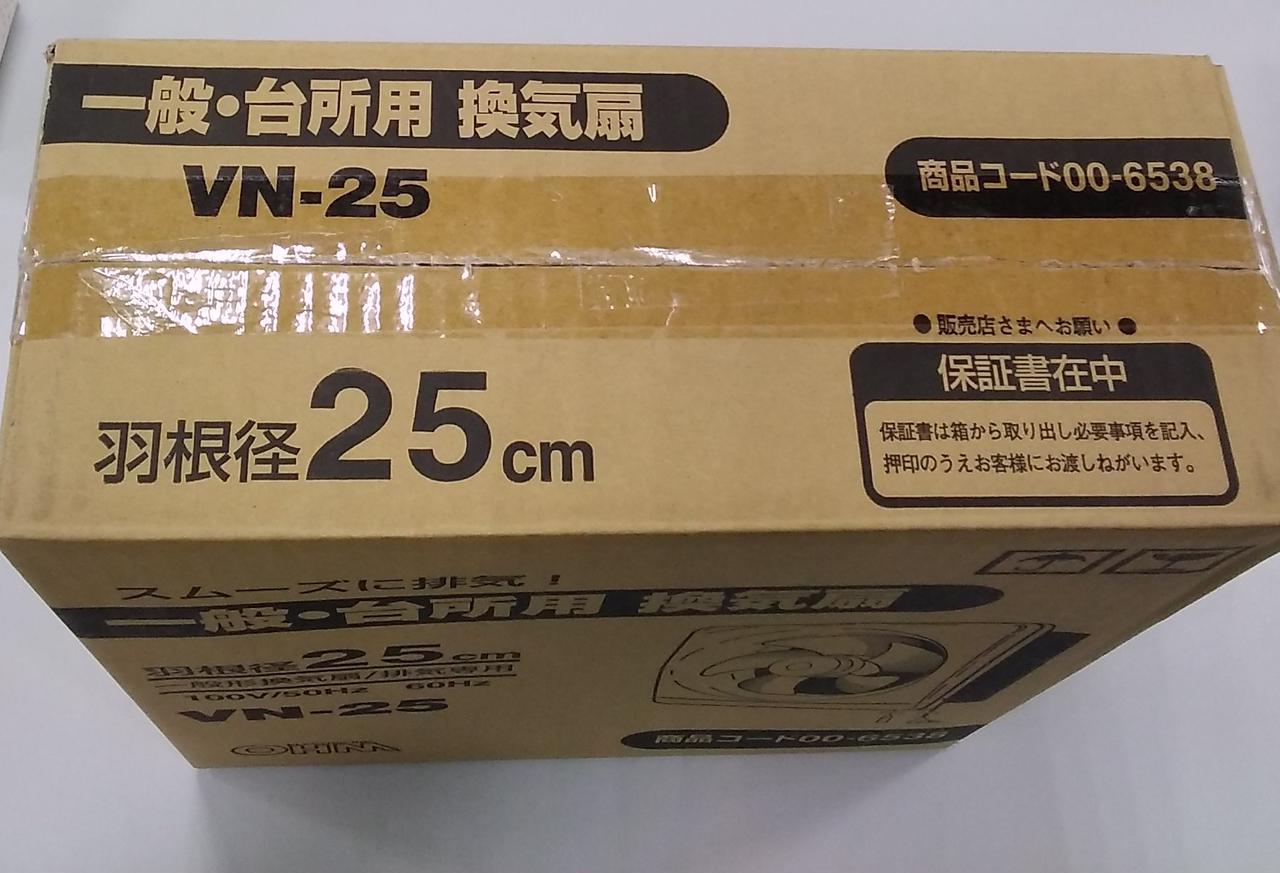 一般・台所用 換気扇
VN-25
商品コード00-6538
羽根径25cm
●販売店さまへお願い●
保証書在中
保証書は箱から取り出し必要事項を記入、
押印のうえお客様にお渡しねがいます。
スムーズに排気!
一般・台所用 換気扇
羽根径25cm
一般形換気扇/排気専用
100V/50Hz 60Hz
VN-25
OHM
商品コード00-6538